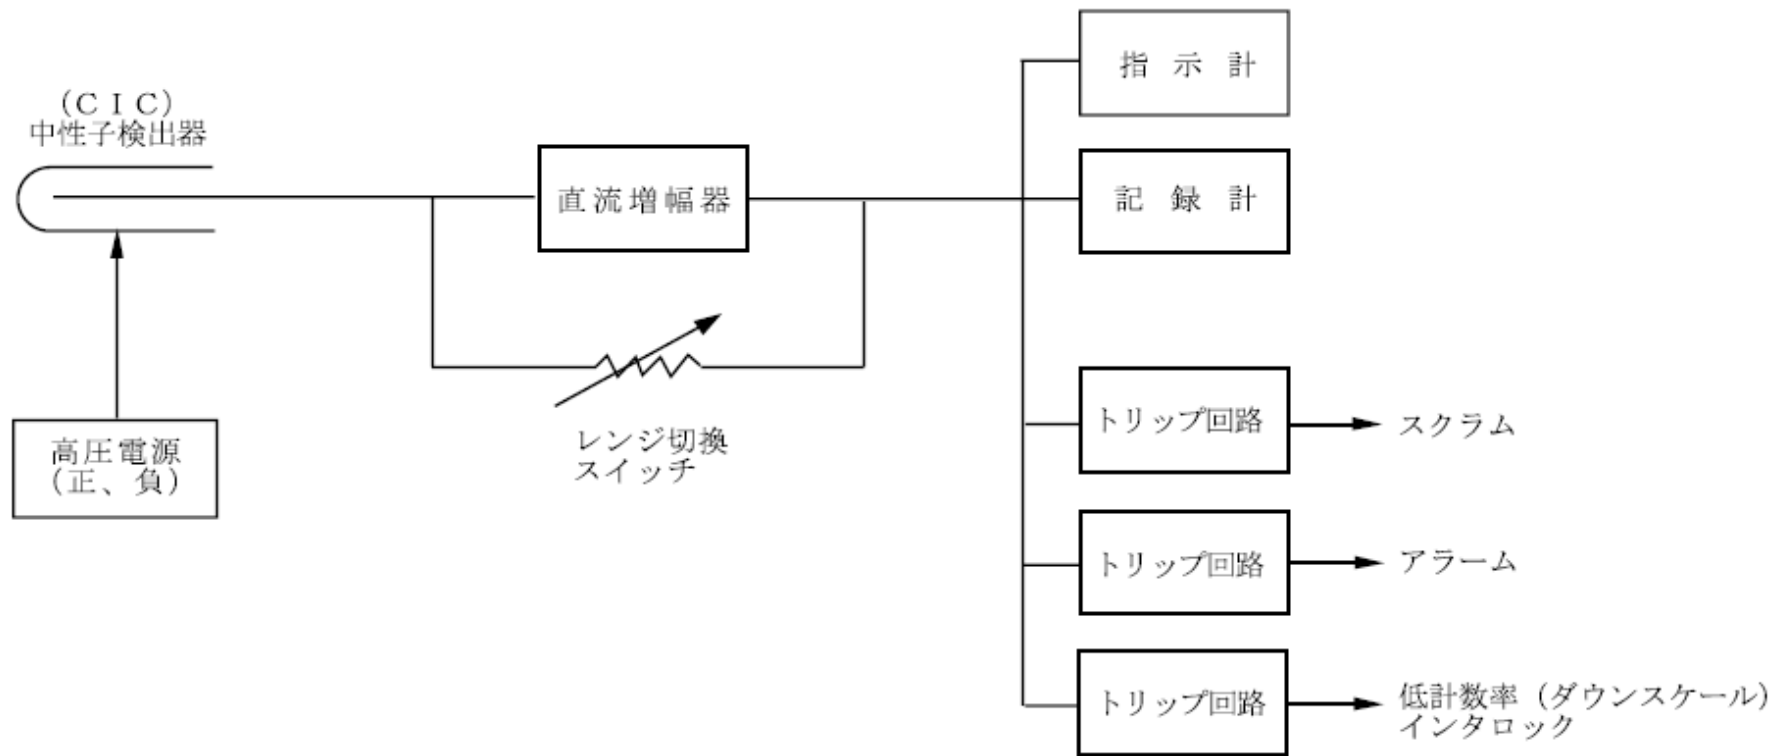 (CIC)
中性子検出器
高圧電源
(正、負)
直流増幅器
レンジ切換
スイッチ
指示計
記録計
トリップ回路
スクラム
トリップ回路
アラーム
トリップ回路
低計数率(ダウンスケール)
インタロック